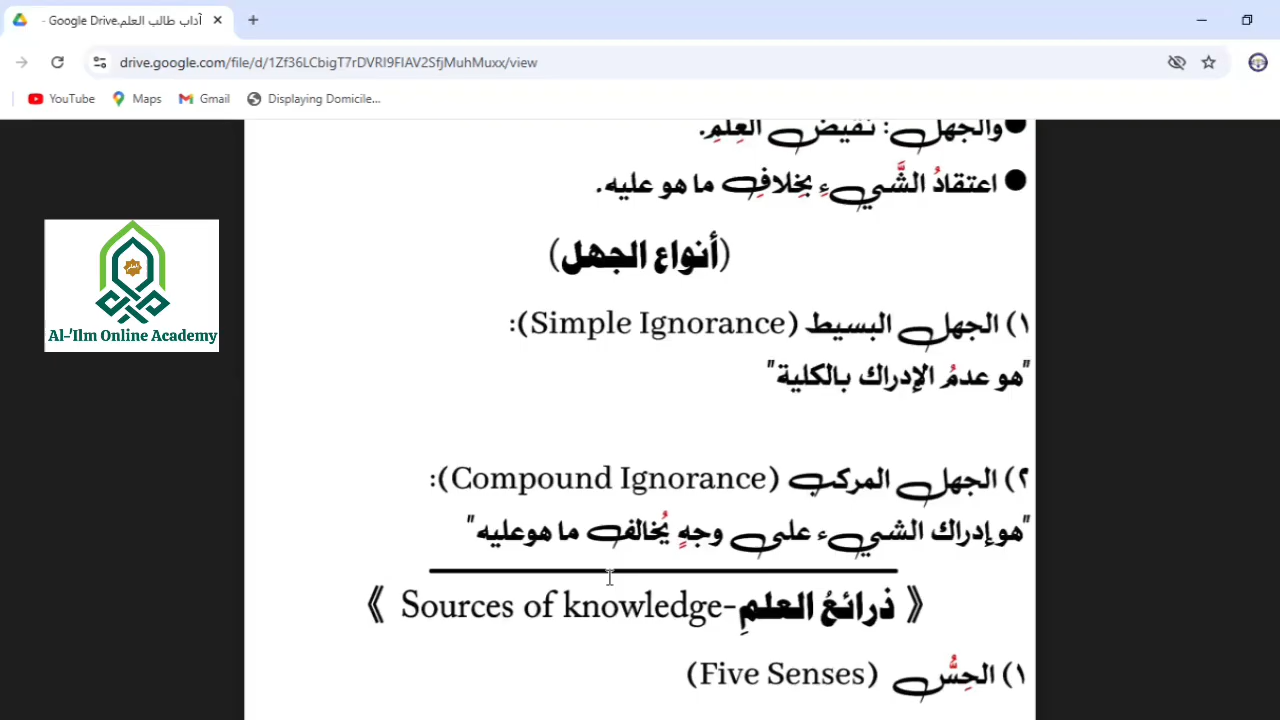 آداب طالب العلم - Google Drive
drive.google.com/file/d/1Zf36LCbigT7rDVRI9FIAV2SfjMuhMuxx/view
YouTube
Maps
Gmail
Displaying Domicile...
Al-'Ilm Online Academy
●والجهل: نقيض العِلمِ.
● اعتقادُ الشَّيءِ بِخِلافِ ما هو عليه.
(أنواع الجهل)
١) الجهل البسيط (Simple Ignorance):
"هو عدمُ الإدراك بالكلية"
٢) الجهل المركب (Compound Ignorance):
"هو إدراك الشيء على وجهٍ يُخالف ما هو عليه"
《 ذرائعُ العلمِ-Sources of knowledge 》
١) الحِسُّ (Five Senses)